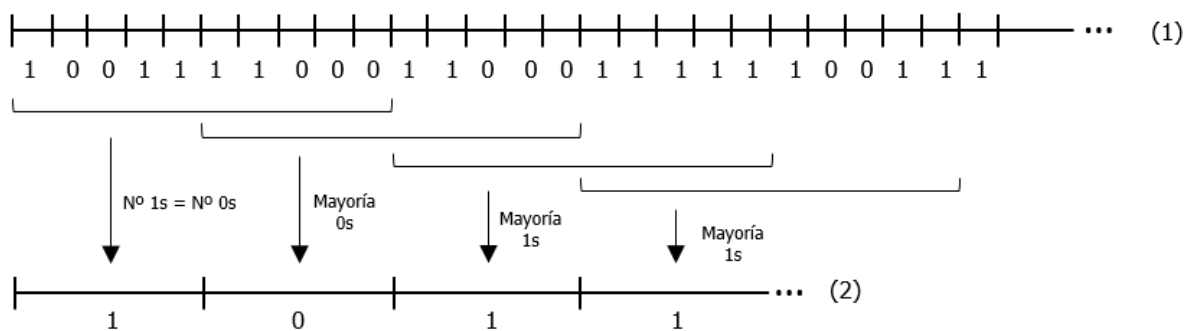 ... (1)
1 0 0 1 1 1 1 0 0 0 1 1 0 0 0 1 1 1 1 1 1 0 0 1 1 1
Nº 1s = Nº 0s
Mayoría
0s
Mayoría
1s
Mayoría
1s
... (2)
1 0 1 1